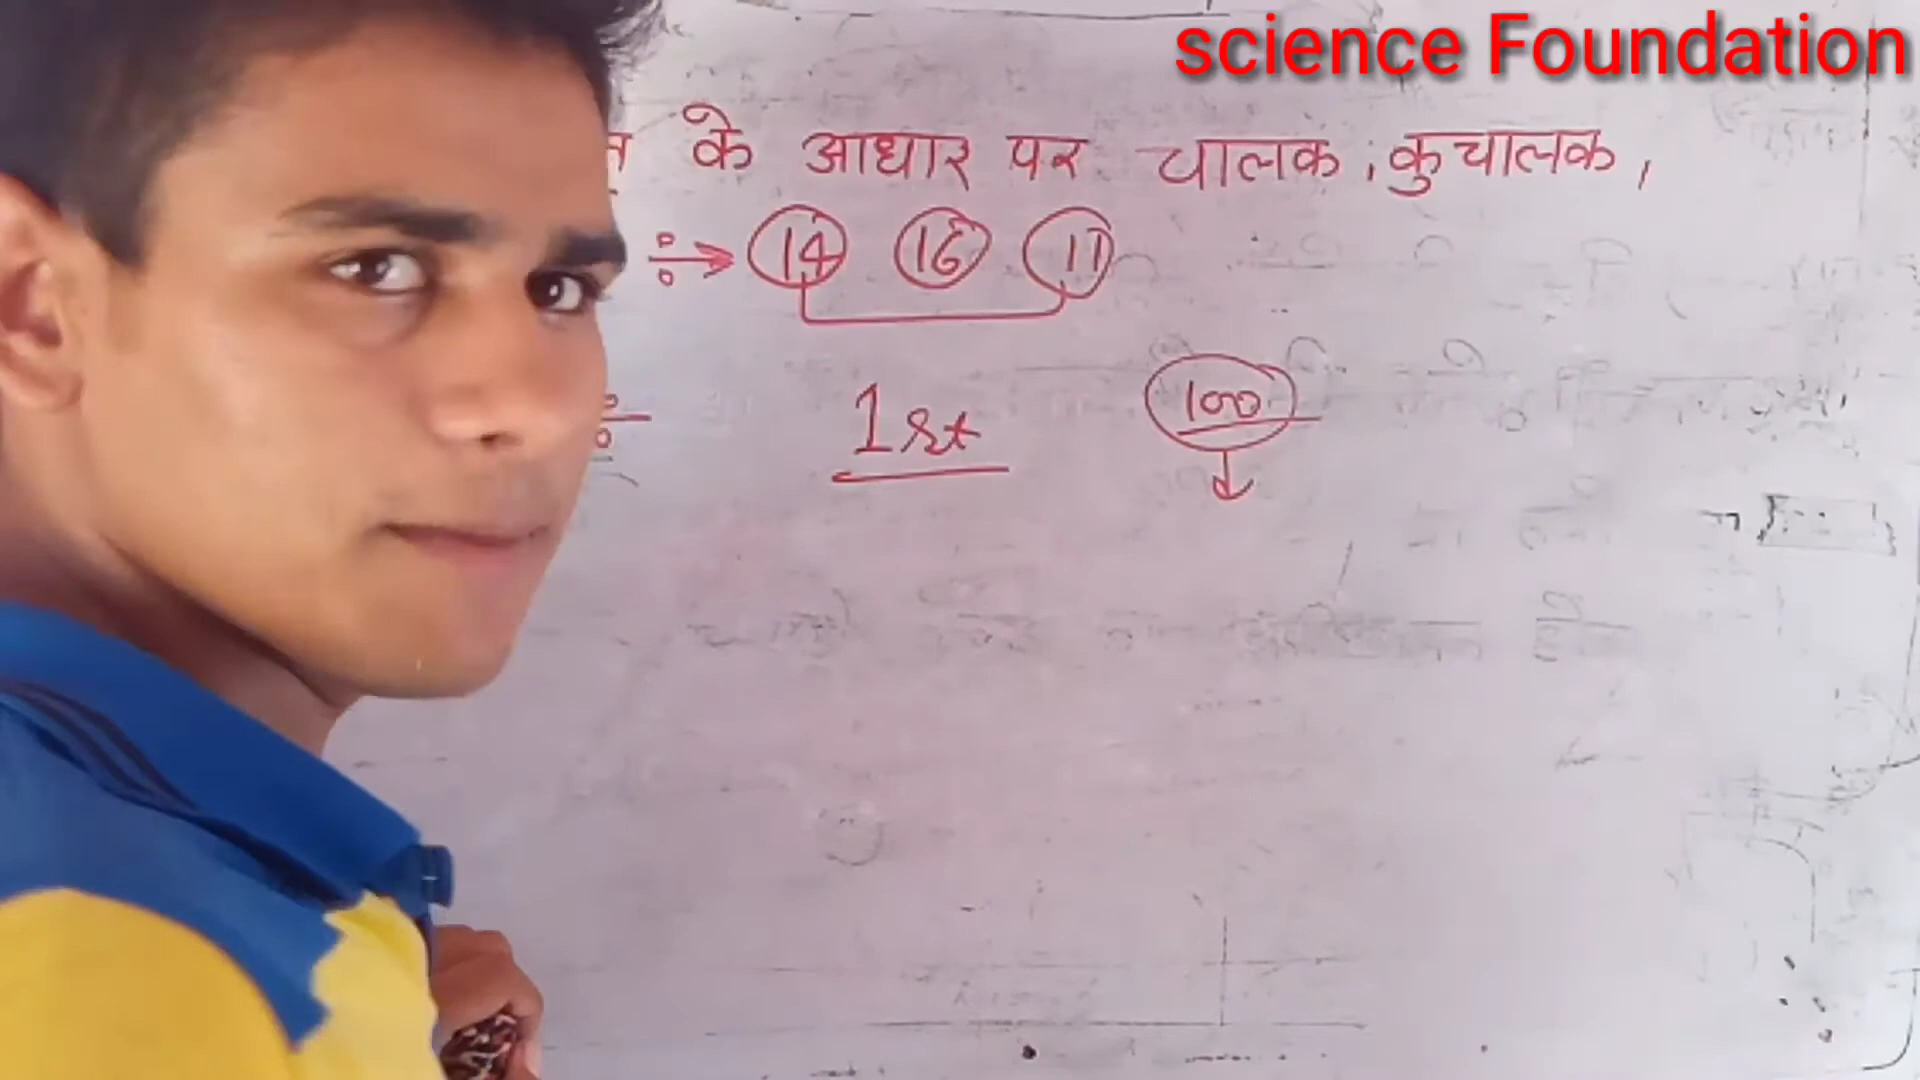 science Foundation
के आधार पर चालक, कुचालक,
÷→ 14 16 11
÷ 1st 100